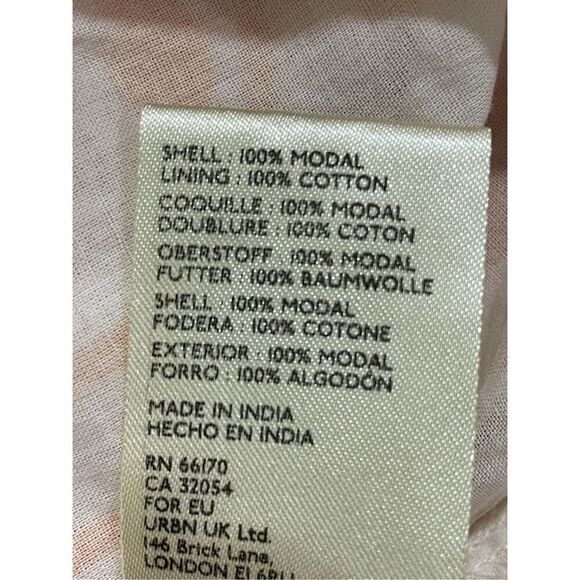 SHELL : 100% MODAL
LINING : 100% COTTON
COQUILLE : 100% MODAL
DOUBLURE : 100% COTON
OBERSTOFF : 100% MODAL
FUTTER : 100% BAUMWOLLE
SHELL : 100% MODAL
FODERA : 100% COTONE
EXTERIOR : 100% MODAL
FORRO : 100% ALGODÓN
MADE IN INDIA
HECHO EN INDIA
RN 66170
CA 32054
FOR EU
URBN UK Ltd.
146 Brick Lane,
LONDON